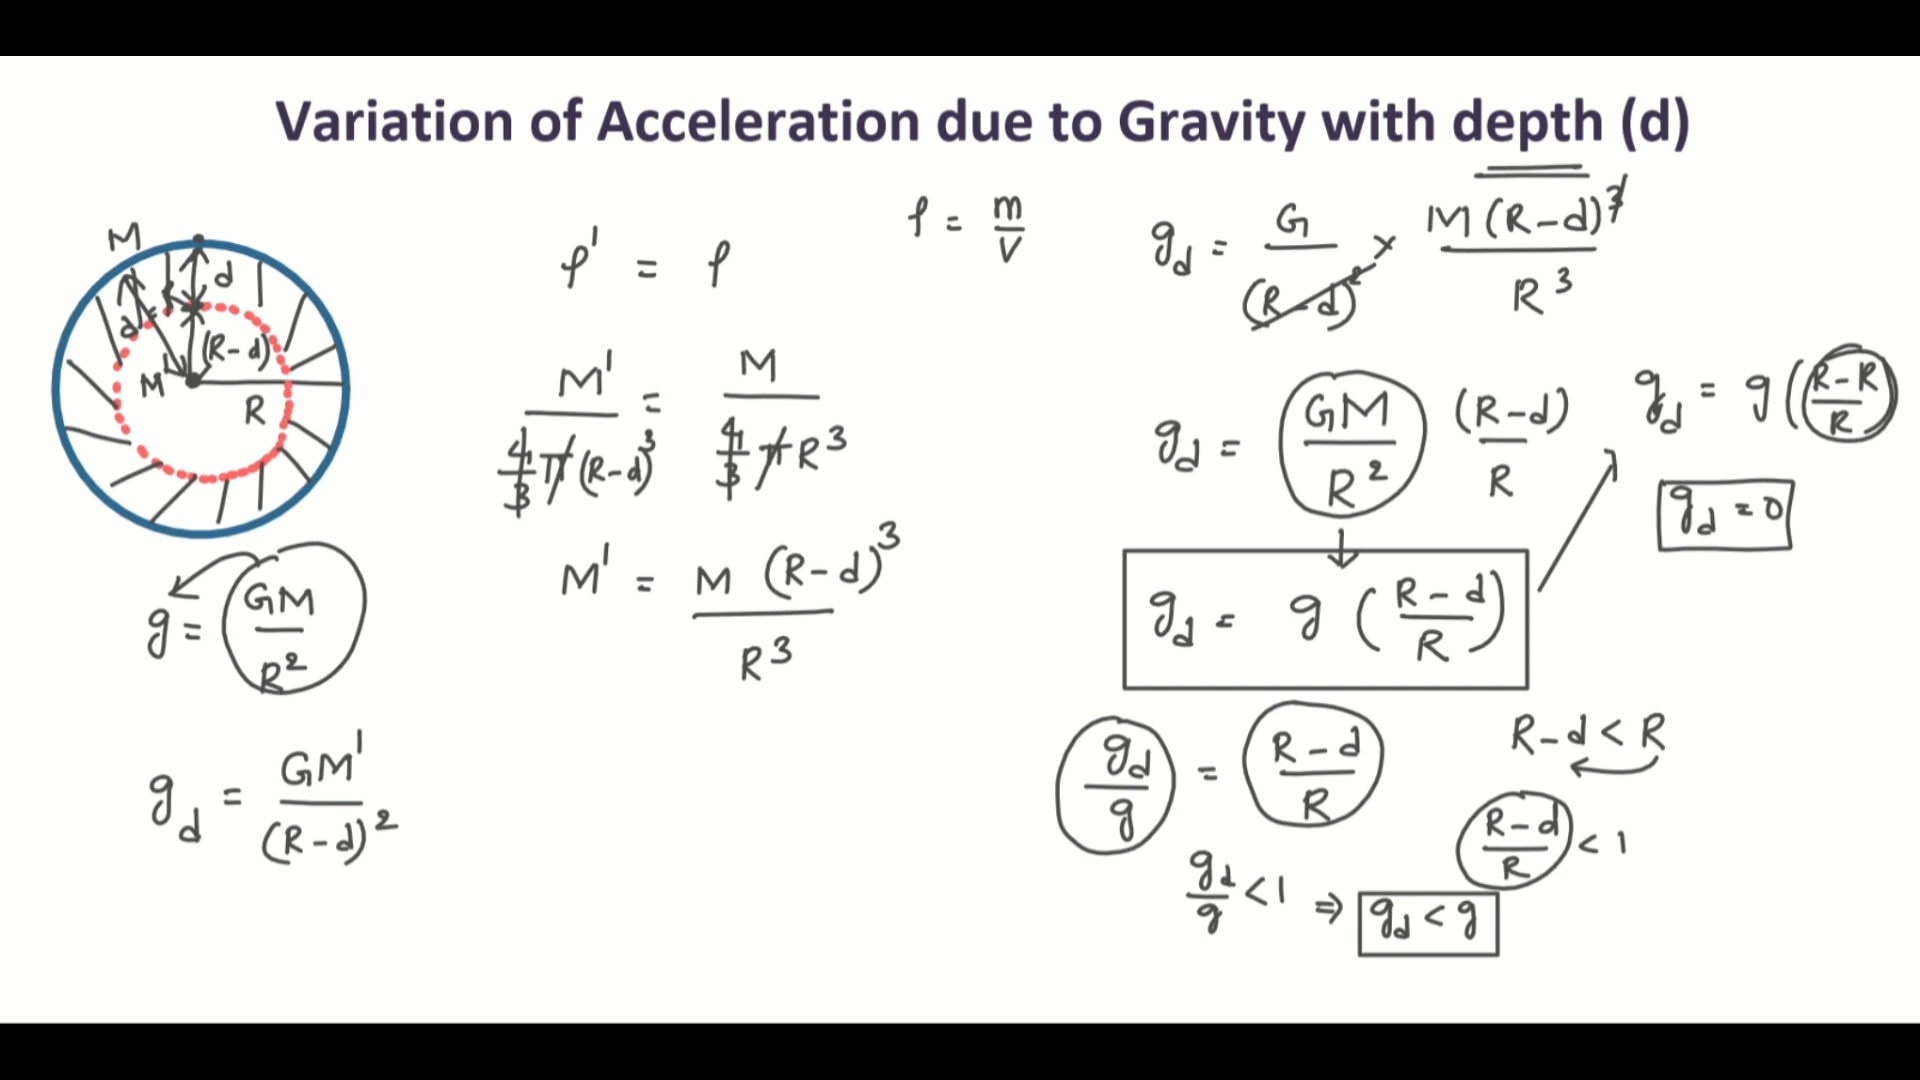 Variation of Acceleration due to Gravity with depth (d)
M
d
d
(R-d)
M'
R
g = GM/R²
g_d = GM'/(R-d)²
ρ' = ρ
ρ = m/V
M'/(4/3 π(R-d)³) = M/(4/3 πR³)
M' = M(R-d)³/R³
g_d = G/(R-d)² × M(R-d)³/R³
g_d = GM/R² (R-d)/R
g_d = g((R-d)/R)
g_d = g((R-R)/R)
g_d = 0
g_d/g = (R-d)/R
R-d < R
(R-d)/R < 1
g_d/g < 1 ⇒ g_d < g